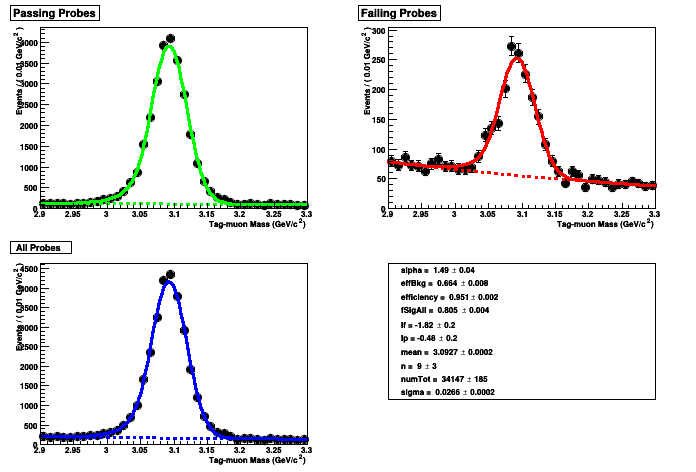 Passing Probes
Events / ( 0.01 GeV/c² )
3500
3000
2500
2000
1500
1000
500
0
2.9 2.95 3 3.05 3.1 3.15 3.2 3.25 3.3
Tag-muon Mass (GeV/c²)
Failing Probes
Events / ( 0.01 GeV/c² )
300
250
200
150
100
50
0
2.9 2.95 3 3.05 3.1 3.15 3.2 3.25 3.3
Tag-muon Mass (GeV/c²)
All Probes
Events / ( 0.01 GeV/c² )
4500
4000
3500
3000
2500
2000
1500
1000
500
0
2.9 2.95 3 3.05 3.1 3.15 3.2 3.25 3.3
Tag-muon Mass (GeV/c²)
alpha = 1.49 ± 0.04
effBkg = 0.664 ± 0.008
efficiency = 0.951 ± 0.002
fSigAll = 0.805 ± 0.004
lf = -1.82 ± 0.2
lp = -0.48 ± 0.2
mean = 3.0927 ± 0.0002
n = 9 ± 3
numTot = 34147 ± 185
sigma = 0.0266 ± 0.0002